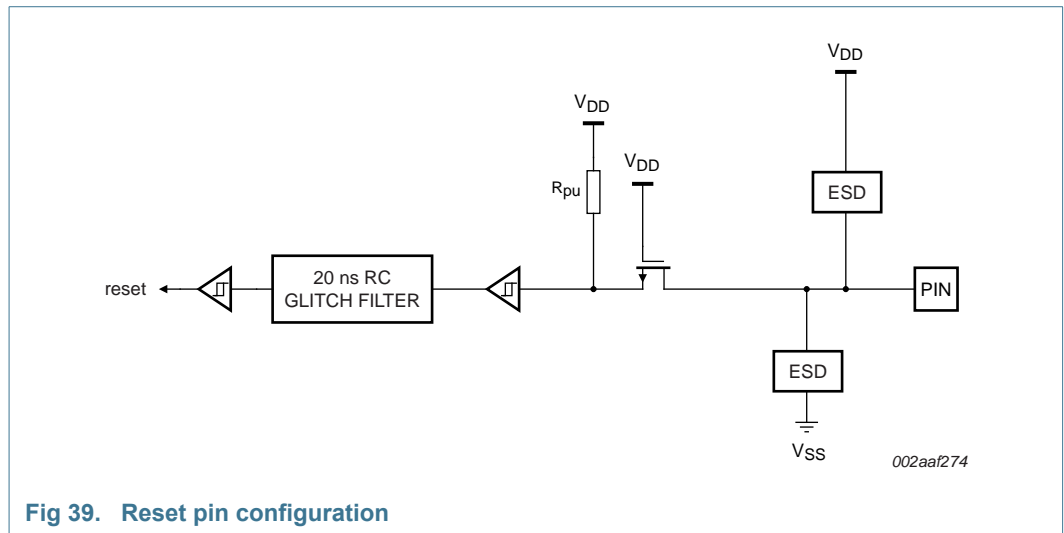 VDD
VDD
VDD
Rpu
ESD
reset
20 ns RC
GLITCH FILTER
PIN
ESD
VSS
002aaf274
Fig 39. Reset pin configuration